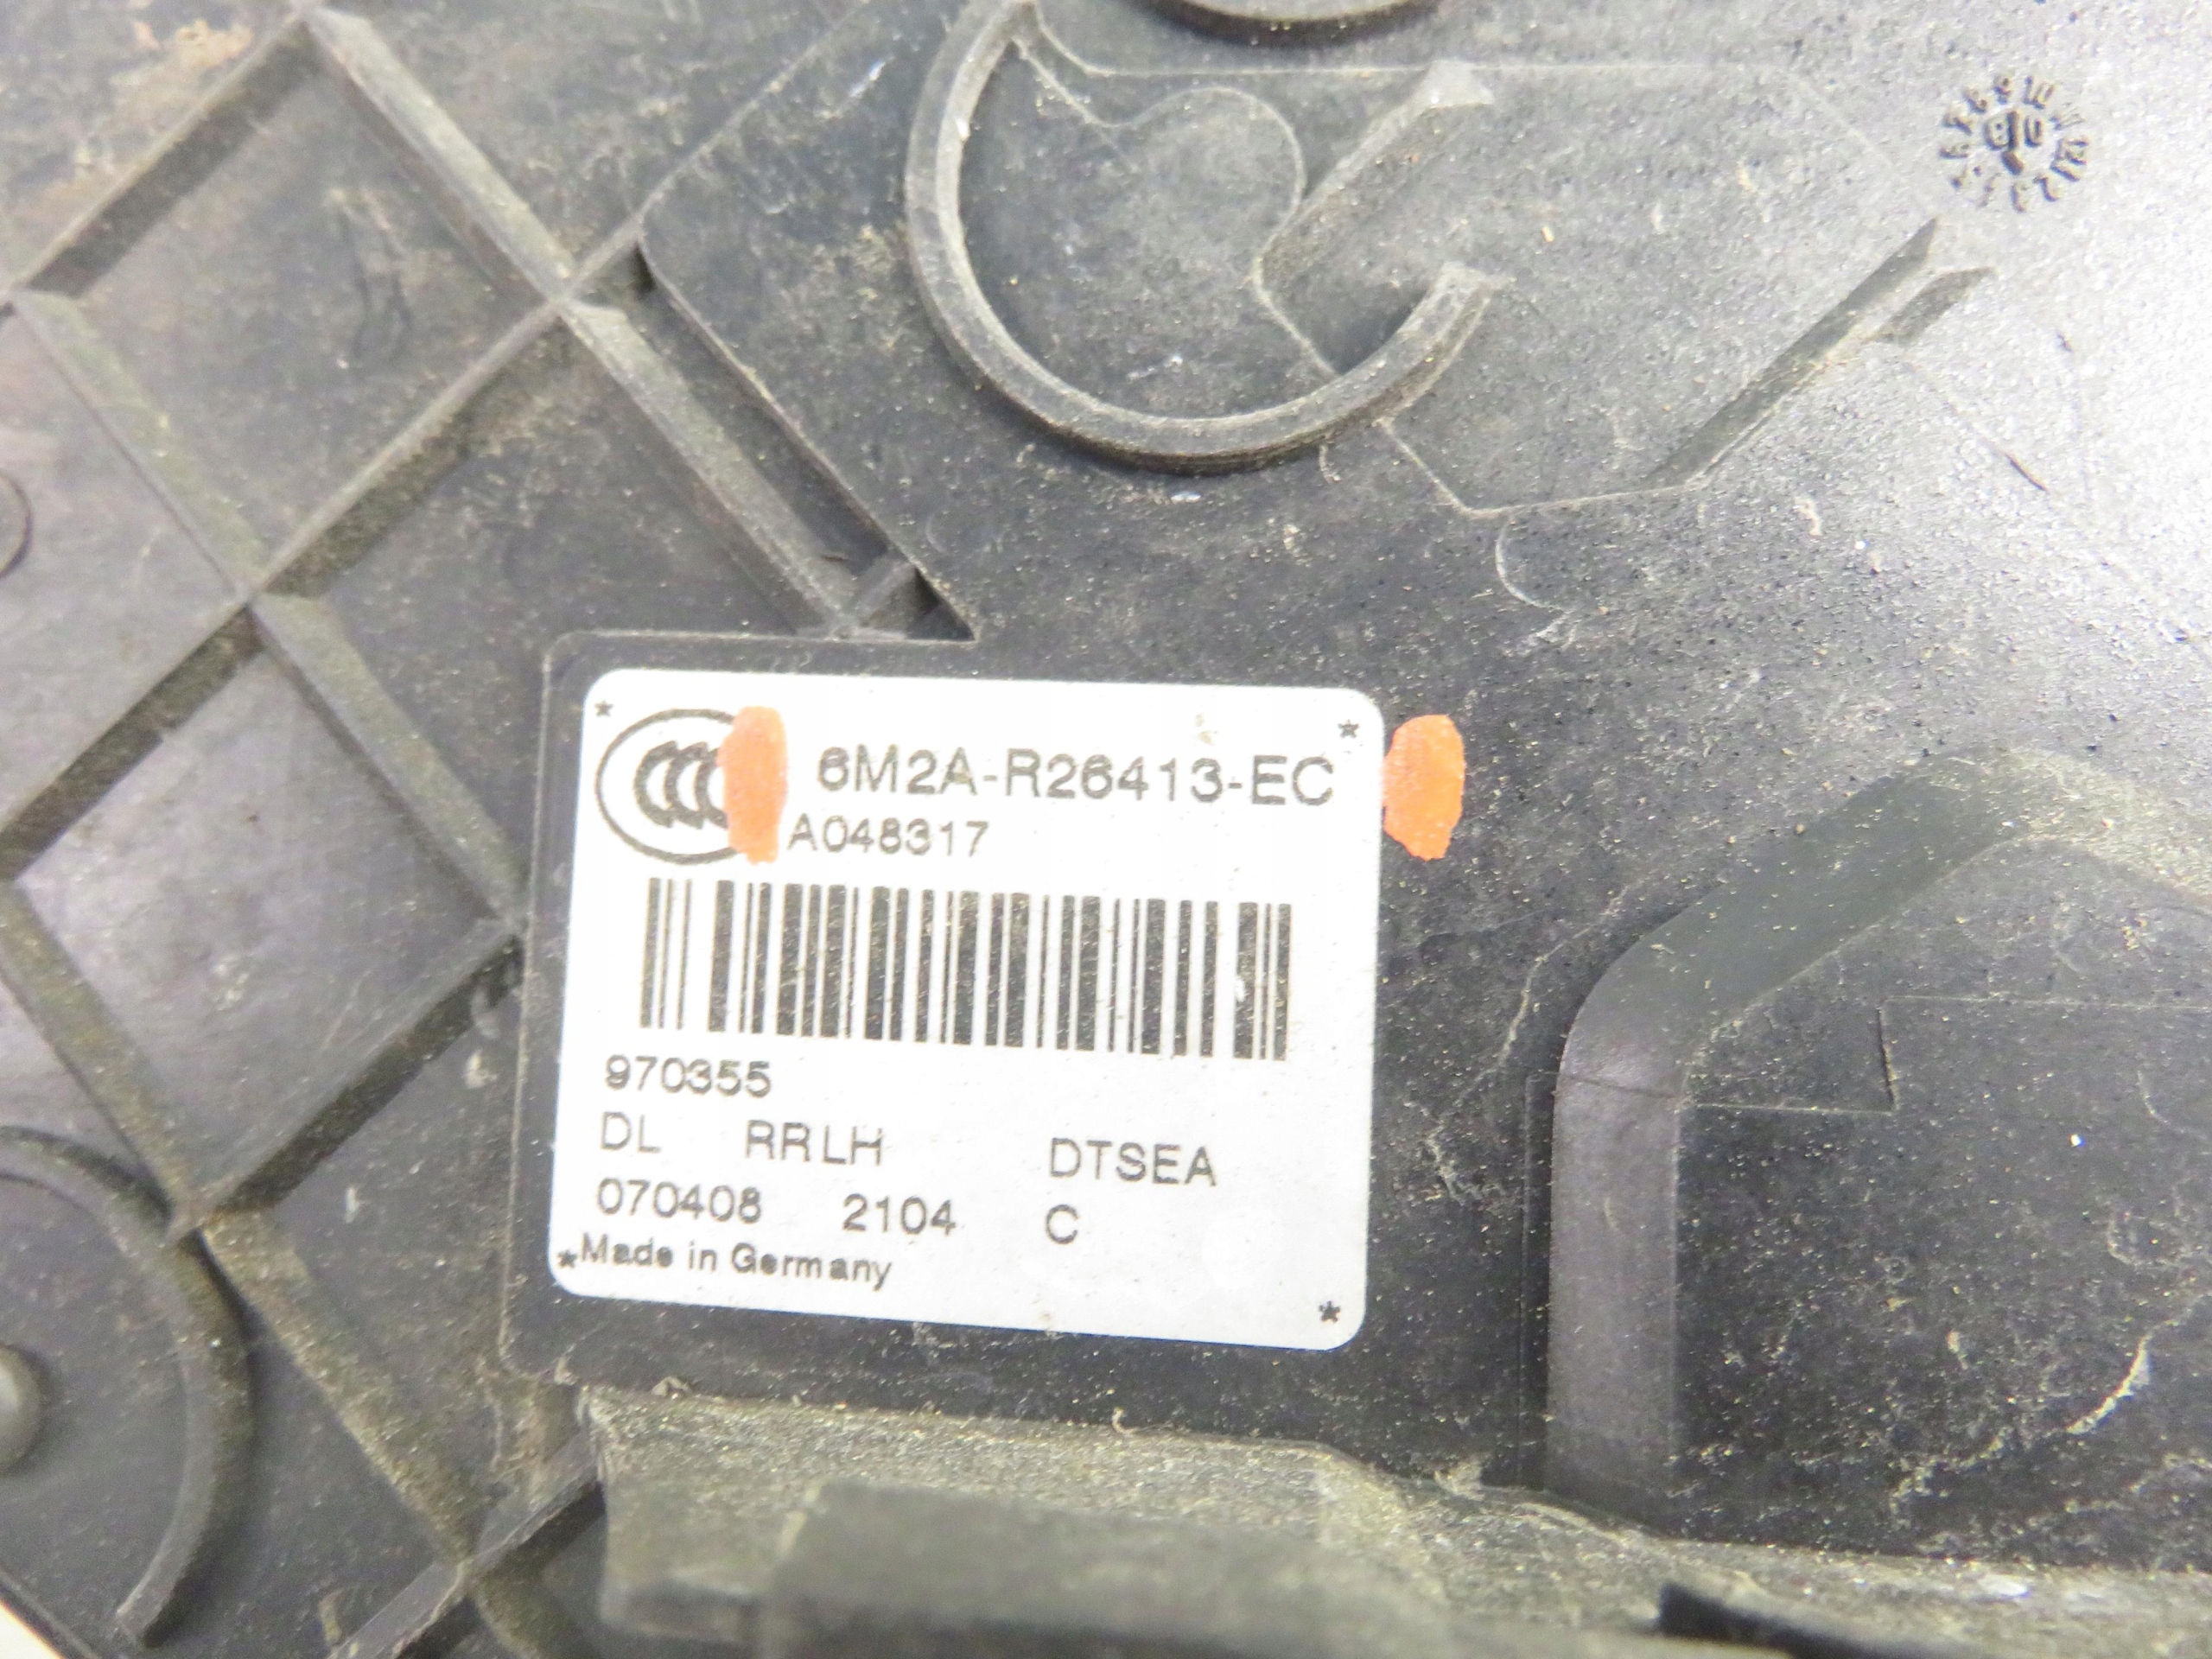 6M2A-R26413-EC
A048317
970355
DL RRLH DTSEA
070408 2104 C
*Made in Germany